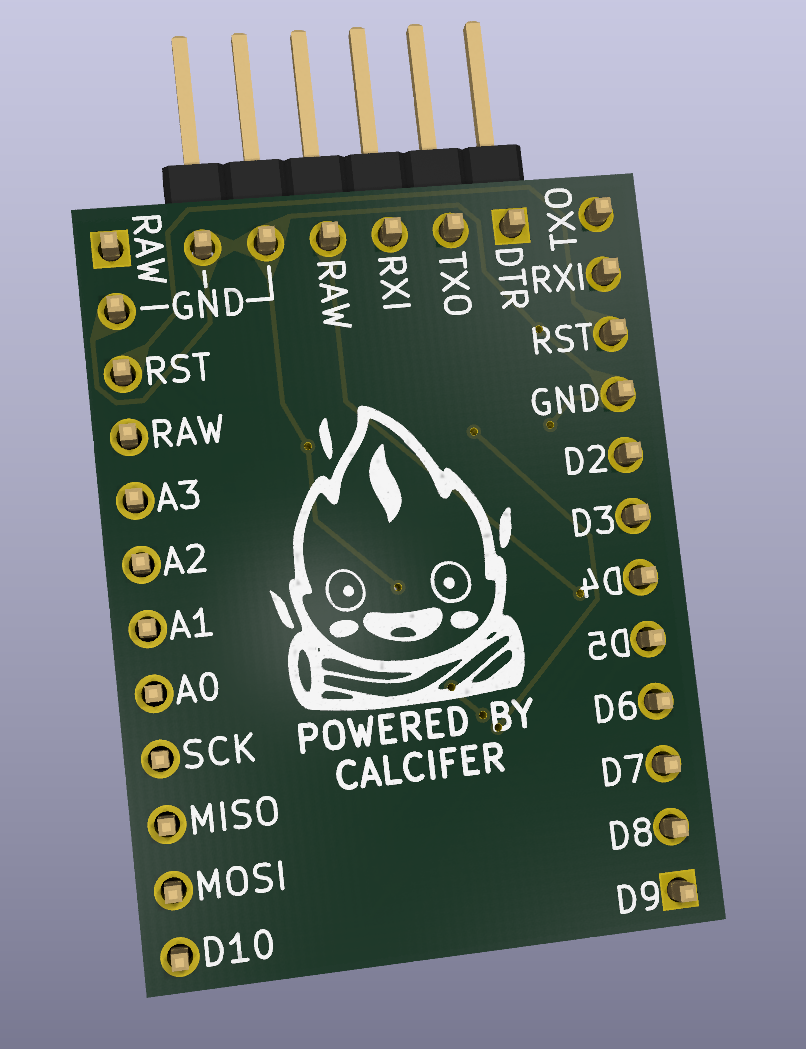 RAW
GND
RST
RAW
A3
A2
A1
A0
SCK
MISO
MOSI
D10
RAW
RXI
TXO
DTR
TXO
RXI
RST
GND
D2
D3
D4
D5
D6
D7
D8
D9
POWERED BY
CALCIFER